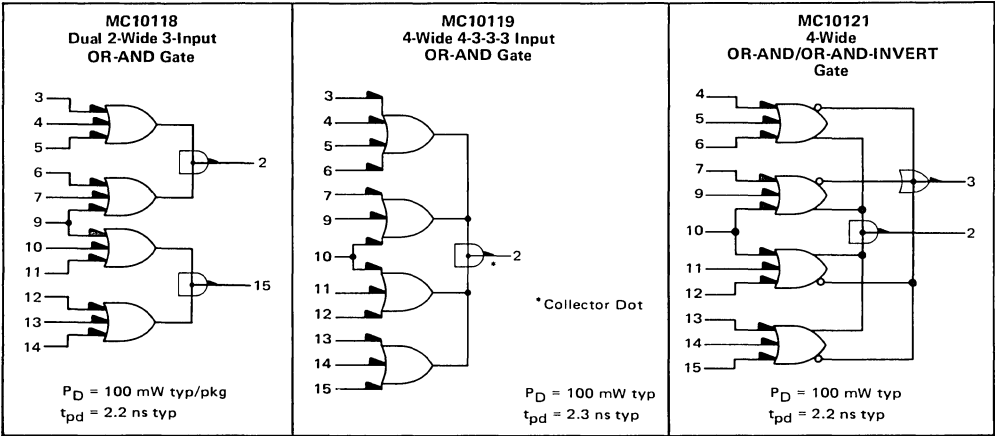 MC10118
Dual 2-Wide 3-Input
OR-AND Gate
3
4
5
6
7
9
10
11
12
13
14
2
15
PD = 100 mW typ/pkg
tpd = 2.2 ns typ
MC10119
4-Wide 4-3-3-3 Input
OR-AND Gate
3
4
5
6
7
9
10
11
12
13
14
15
2
*
*Collector Dot
PD = 100 mW typ
tpd = 2.3 ns typ
MC10121
4-Wide
OR-AND/OR-AND-INVERT
Gate
4
5
6
7
9
10
11
12
13
14
15
3
2
PD = 100 mW typ
tpd = 2.2 ns typ